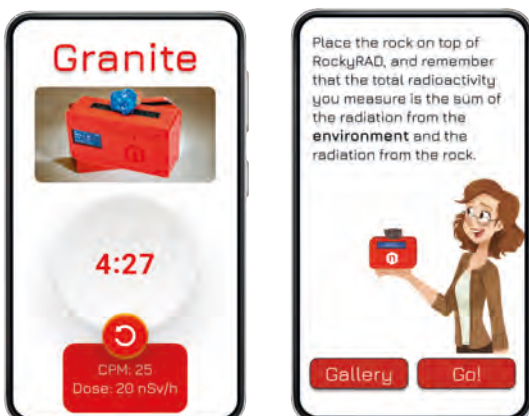 Granite
4:27
CPM: 25
Dose: 20 nSv/h
Place the rock on top of
RockyRAD, and remember
that the total radioactivity
you measure is the sum of
the radiation from the
environment and the
radiation from the rock.
Gallery
Go!